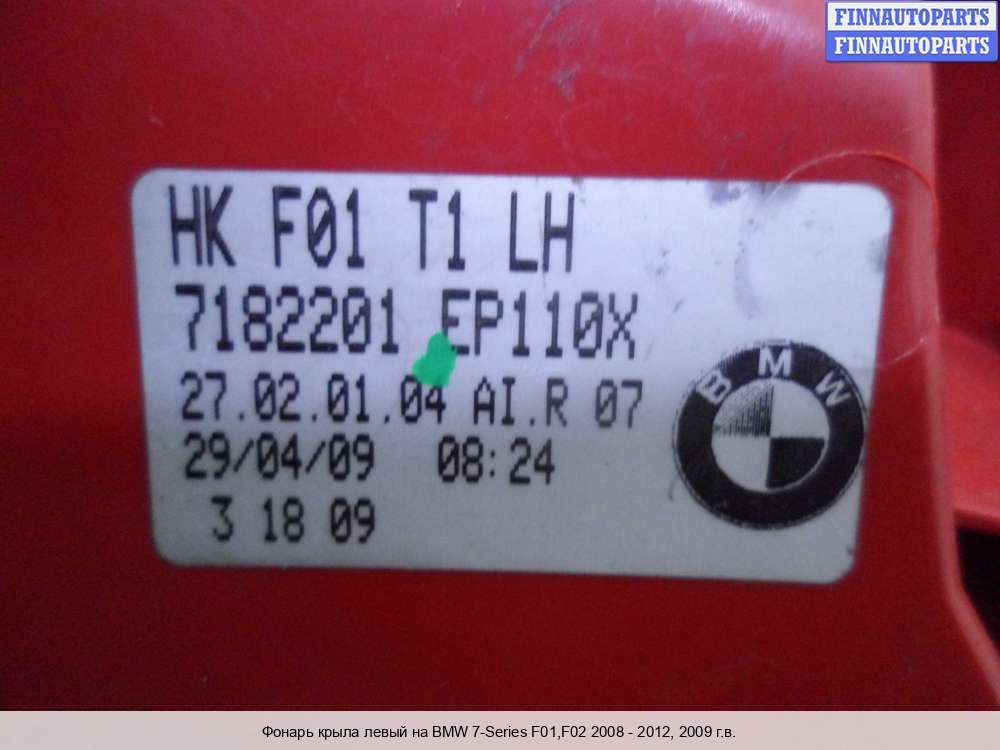 FINNAUTOPARTS
FINNAUTOPARTS
HK F01 T1 LH
7182201 EP110X
27.02.01.04 AI.R 07
29/04/09 08:24
3 18 09
BMW
Фонарь крыла левый на BMW 7-Series F01,F02 2008 - 2012, 2009 г.в.